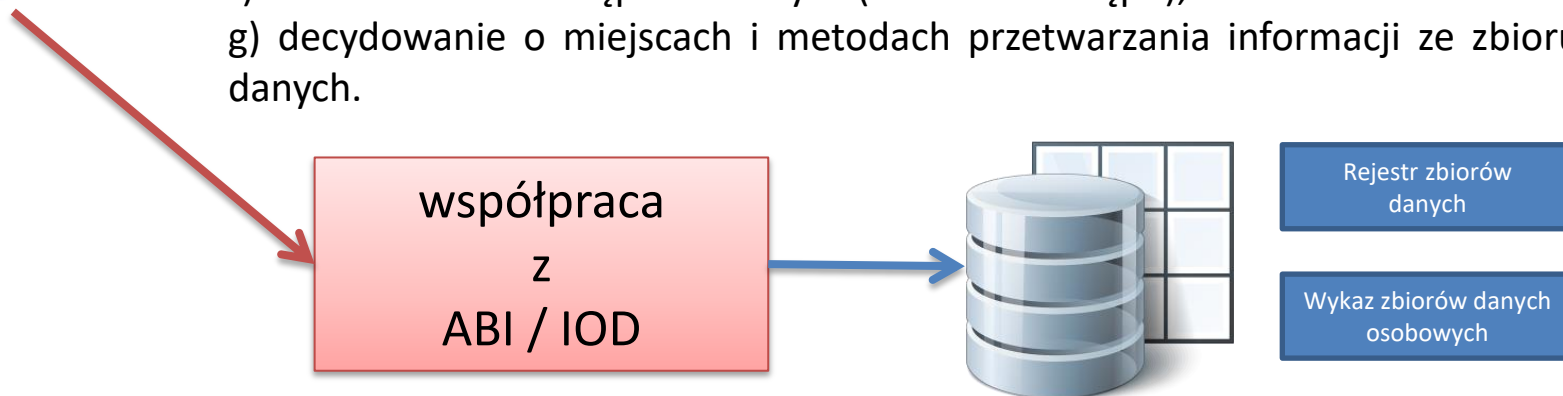 g) decydowanie o miejscach i metodach przetwarzania informacji ze zbioru
danych.
współpraca
z
ABI / IOD
Rejestr zbiorów
danych
Wykaz zbiorów danych
osobowych